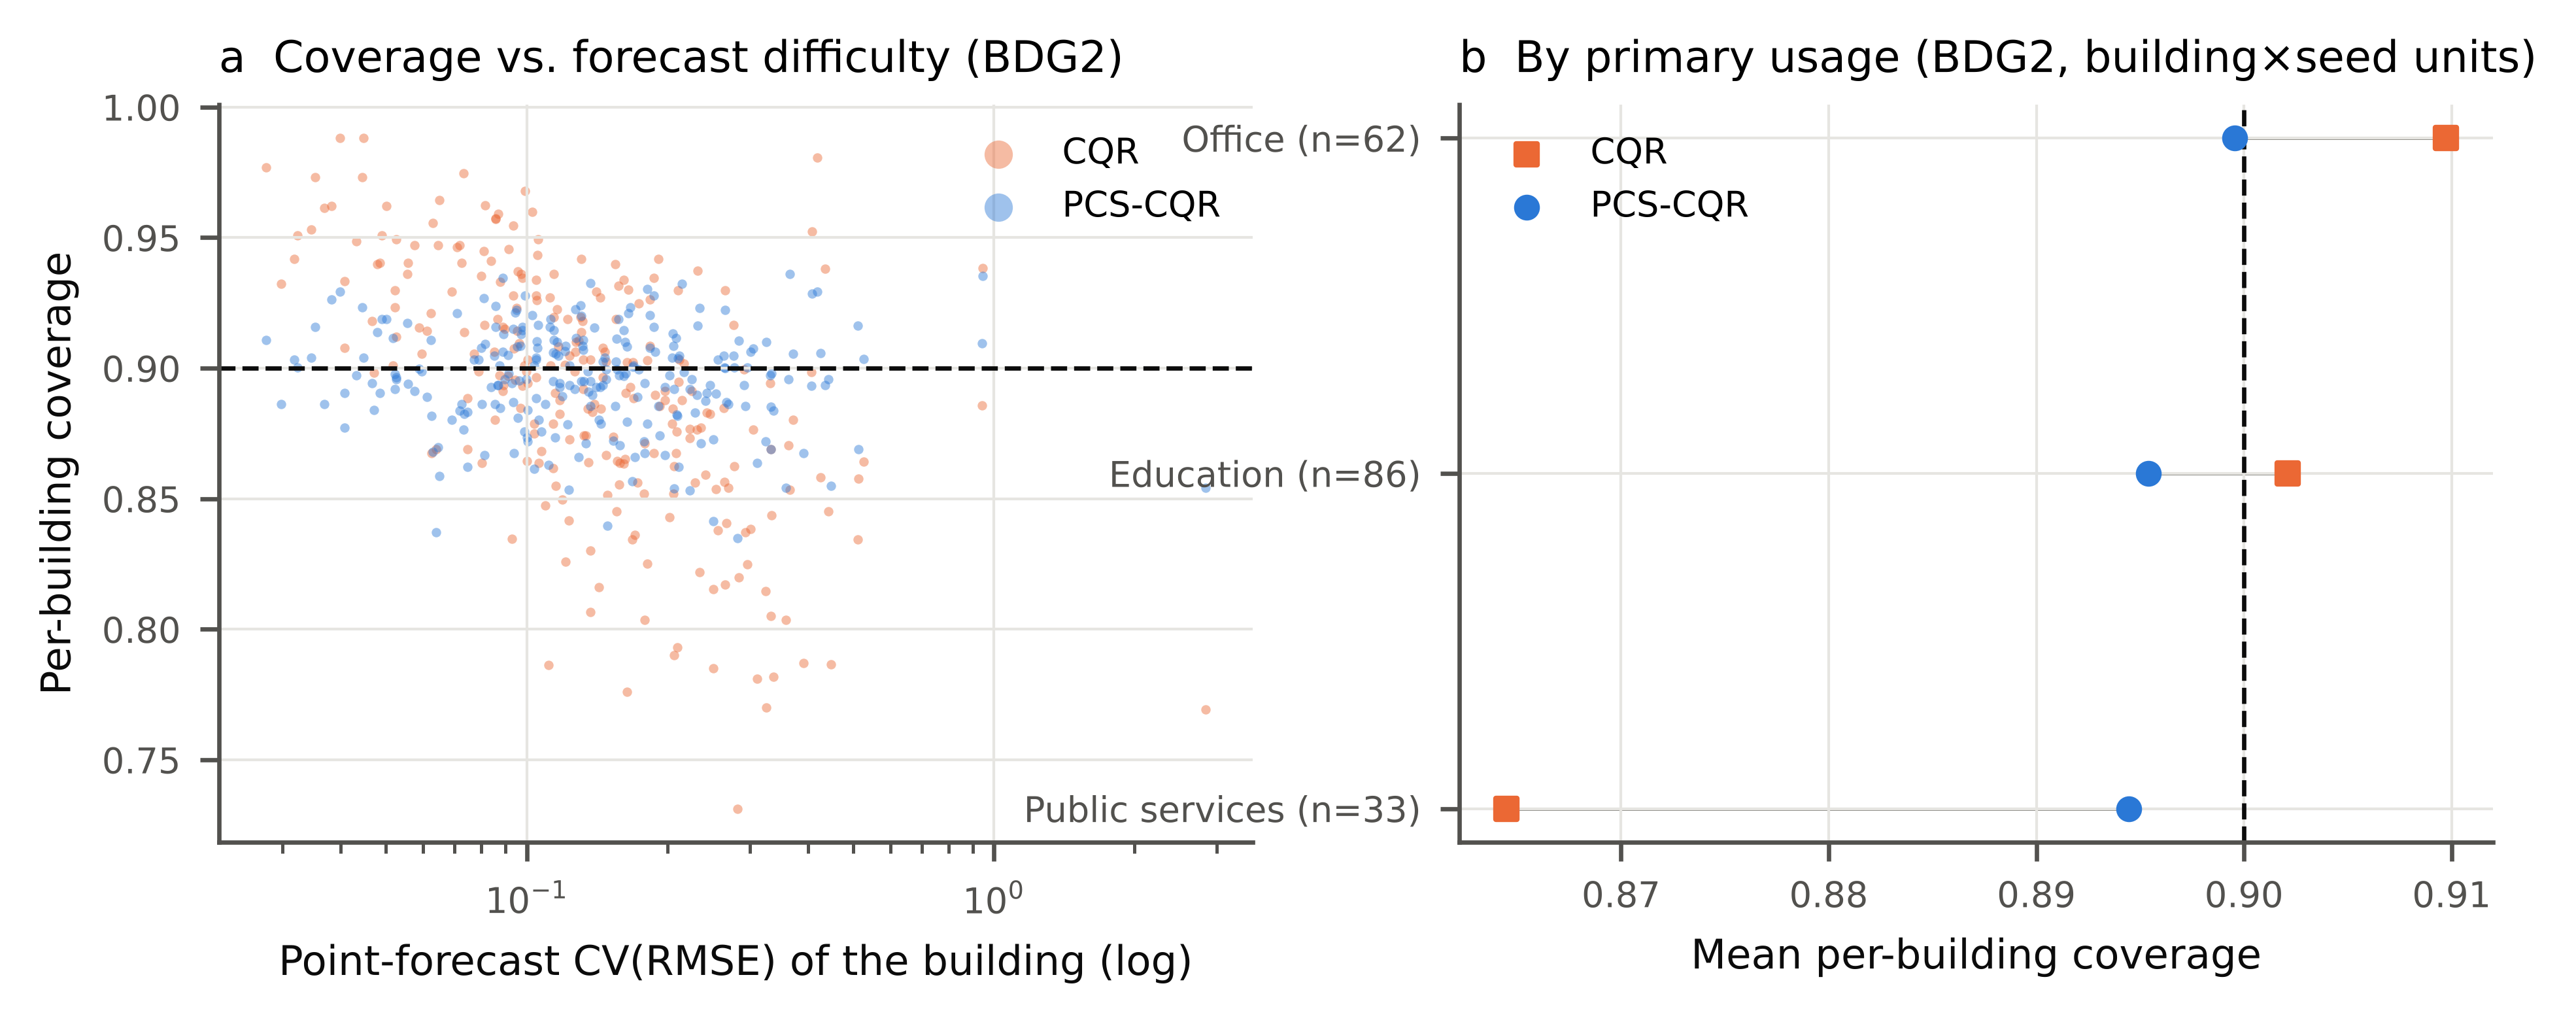 a Coverage vs. forecast difficulty (BDG2)
1.00
0.95
0.90
0.85
0.80
0.75
Per-building coverage
CQR
PCS-CQR
10⁻¹
10⁰
Point-forecast CV(RMSE) of the building (log)
b By primary usage (BDG2, building×seed units)
Office (n=62)
Education (n=86)
Public services (n=33)
CQR
PCS-CQR
0.87 0.88 0.89 0.90 0.91
Mean per-building coverage